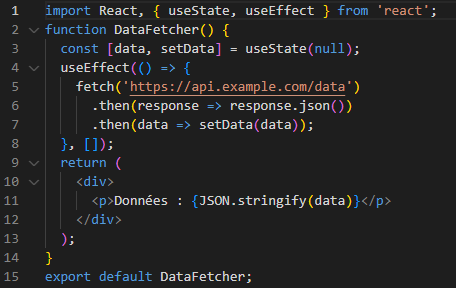 1 import React, { useState, useEffect } from 'react';
2 function DataFetcher() {
3   const [data, setData] = useState(null);
4   useEffect(() => {
5     fetch('https://api.example.com/data')
6       .then(response => response.json())
7       .then(data => setData(data));
8   }, []);
9   return (
10     <div>
11       <p>Données : {JSON.stringify(data)}</p>
12     </div>
13   );
14 }
15 export default DataFetcher;